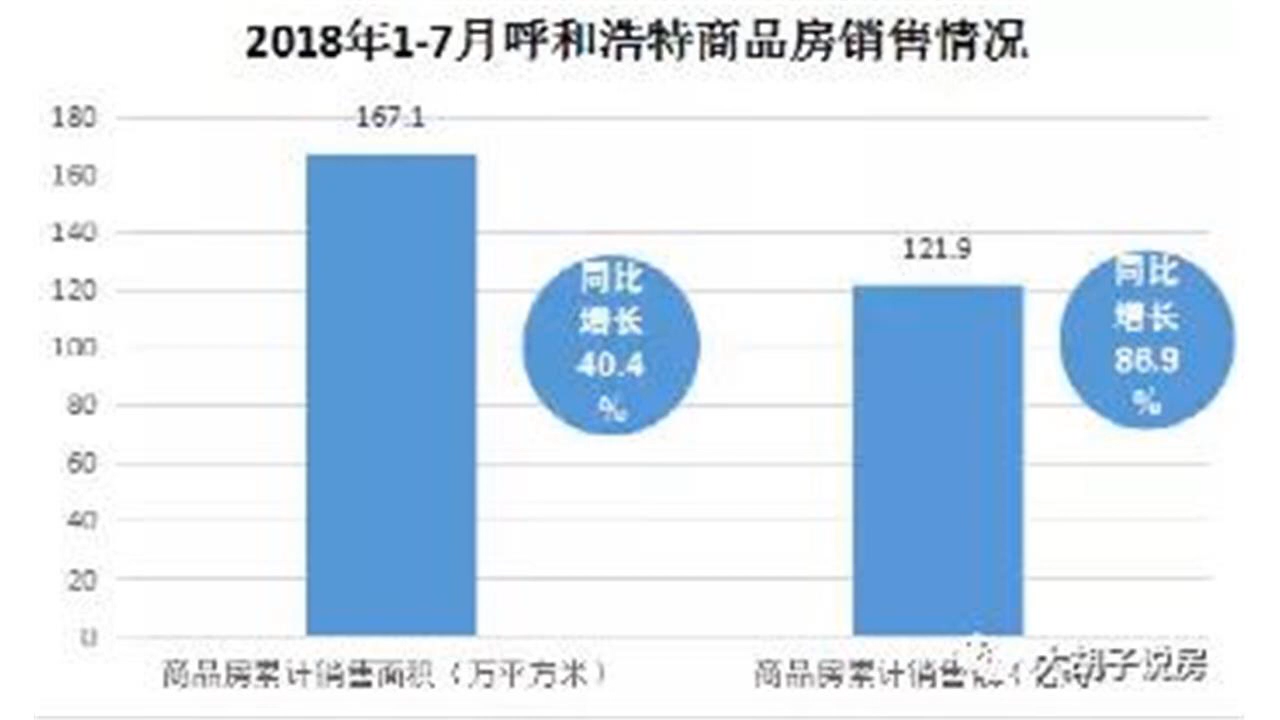 2018年1-7月呼和浩特商品房销售情况
180
160
140
120
100
80
60
40
20
0
167.1
121.9
同比
增长
40.4
%
同比
增长
86.9
%
商品房累计销售面积（万平方米）
商品房累计销售
大胡子说房